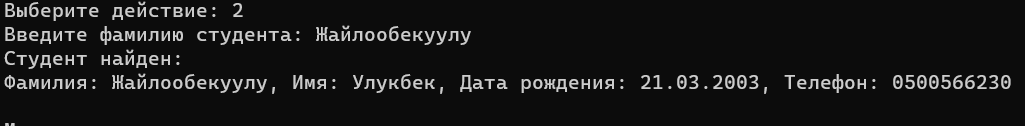 Выберите действие: 2
Введите фамилию студента: Жайлообекуулу
Студент найден:
Фамилия: Жайлообекуулу, Имя: Улукбек, Дата рождения: 21.03.2003, Телефон: 0500566230